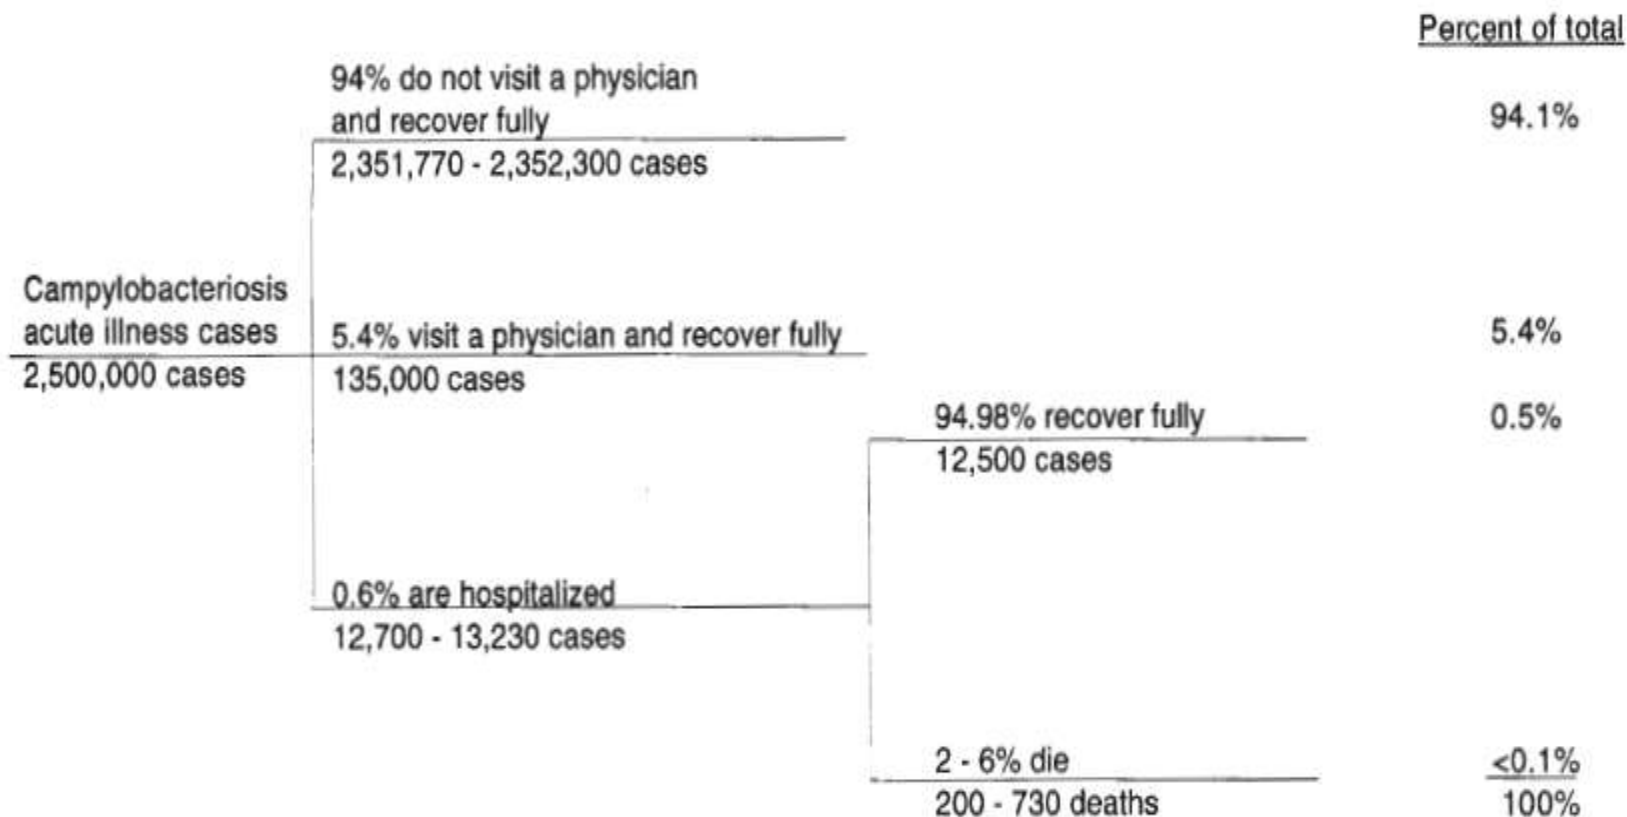 Percent of total
94% do not visit a physician
and recover fully
94.1%
2,351,770 - 2,352,300 cases
Campylobacteriosis
acute illness cases
2,500,000 cases
5.4% visit a physician and recover fully
5.4%
135,000 cases
94.98% recover fully
0.5%
12,500 cases
0.6% are hospitalized
12,700 - 13,230 cases
2 - 6% die
<0.1%
200 - 730 deaths
100%